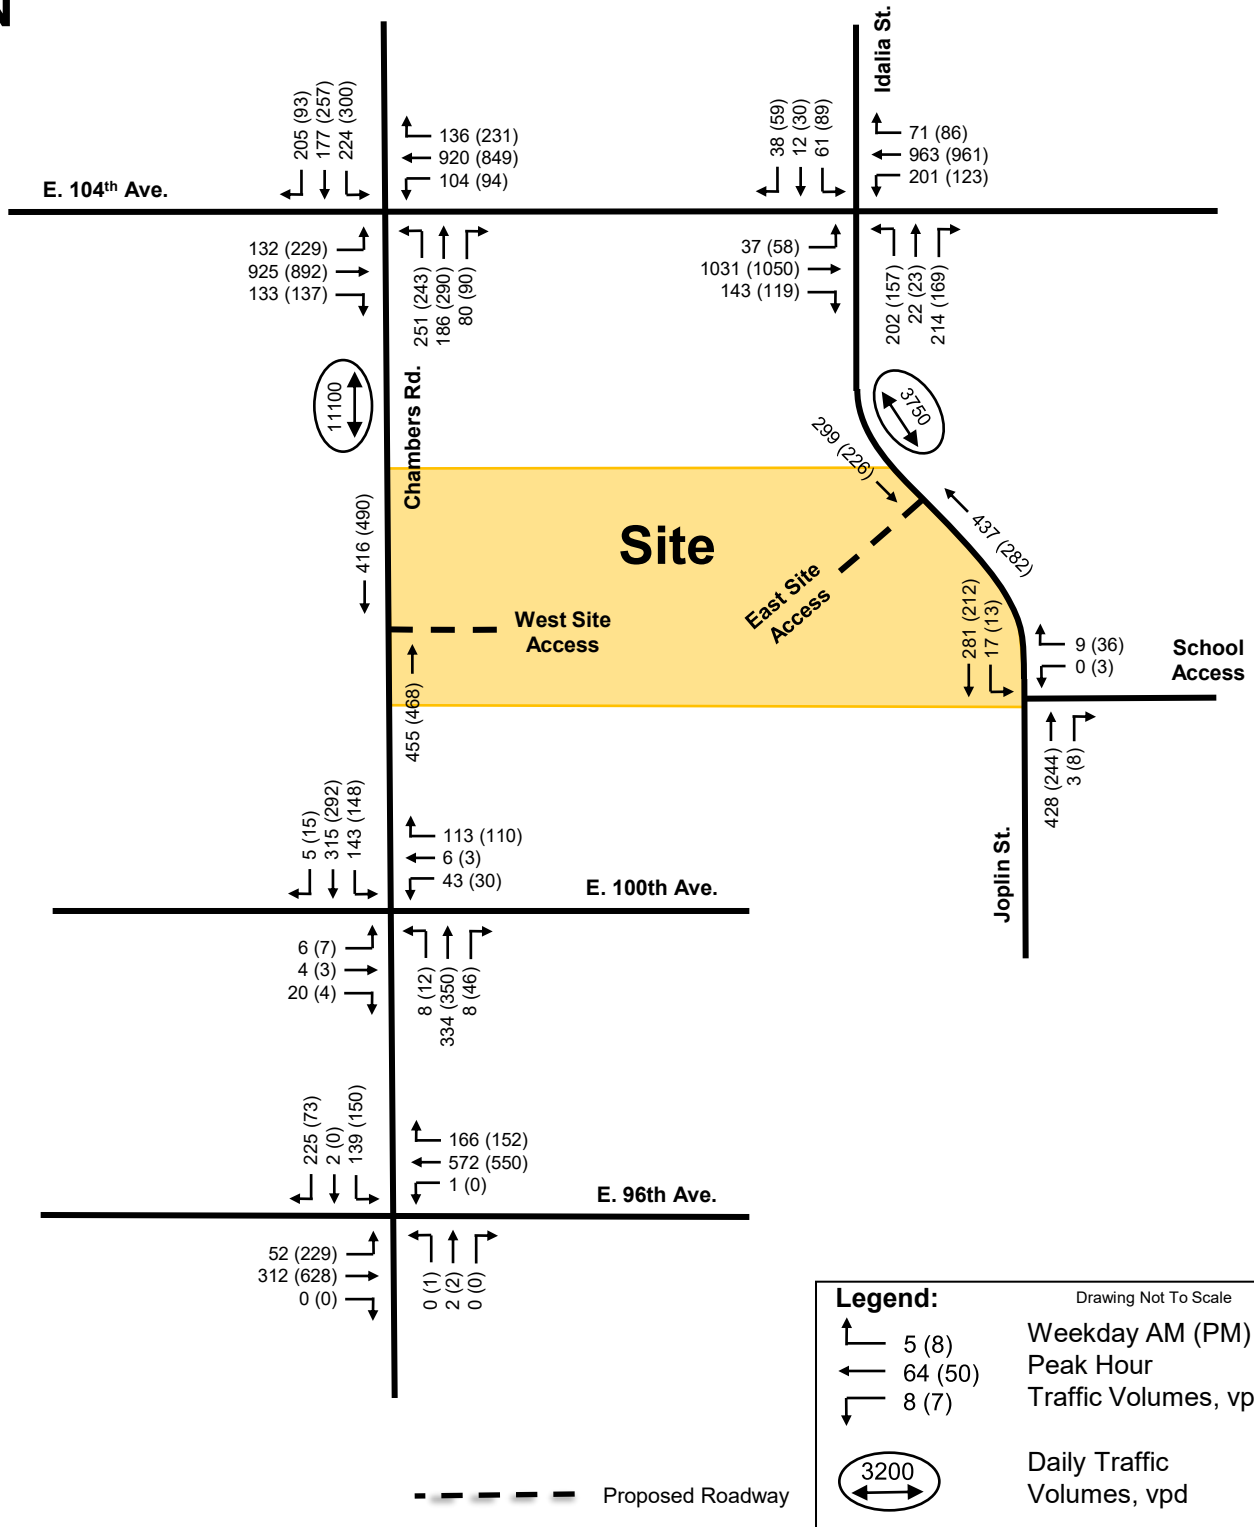 N
Idalia St.
205 (93)
177 (257)
224 (300)
136 (231)
920 (849)
104 (94)
38 (59)
12 (30)
61 (89)
71 (86)
963 (961)
201 (123)
E. 104th Ave.
132 (229)
925 (892)
133 (137)
251 (243)
186 (290)
80 (90)
37 (58)
1031 (1050)
143 (119)
202 (157)
22 (23)
214 (169)
11100
Chambers Rd.
3750
299 (226)
437 (282)
416 (490)
Site
East Site
Access
West Site
Access
455 (468)
281 (212)
17 (13)
9 (36)
0 (3)
School
Access
428 (244)
3 (8)
Joplin St.
5 (15)
315 (292)
143 (148)
113 (110)
6 (3)
43 (30)
E. 100th Ave.
6 (7)
4 (3)
20 (4)
8 (12)
334 (350)
8 (46)
225 (73)
2 (0)
139 (150)
166 (152)
572 (550)
1 (0)
E. 96th Ave.
52 (229)
312 (628)
0 (0)
0 (1)
2 (2)
0 (0)
Legend:
Drawing Not To Scale
5 (8)
64 (50)
8 (7)
Weekday AM (PM)
Peak Hour
Traffic Volumes, vp
3200
Daily Traffic
Volumes, vpd
Proposed Roadway